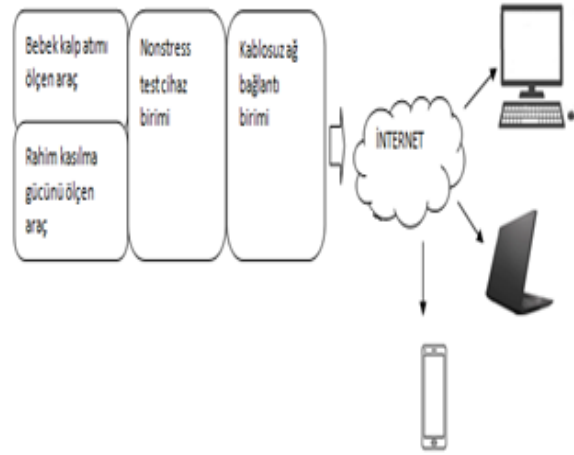 Bebek kalp atımı
ölçen araç
Rahim kasılma
gücünü ölçen
araç
Nonstress
test cihaz
birimi
Kablosuz ağ
bağlantı
birimi
İNTERNET